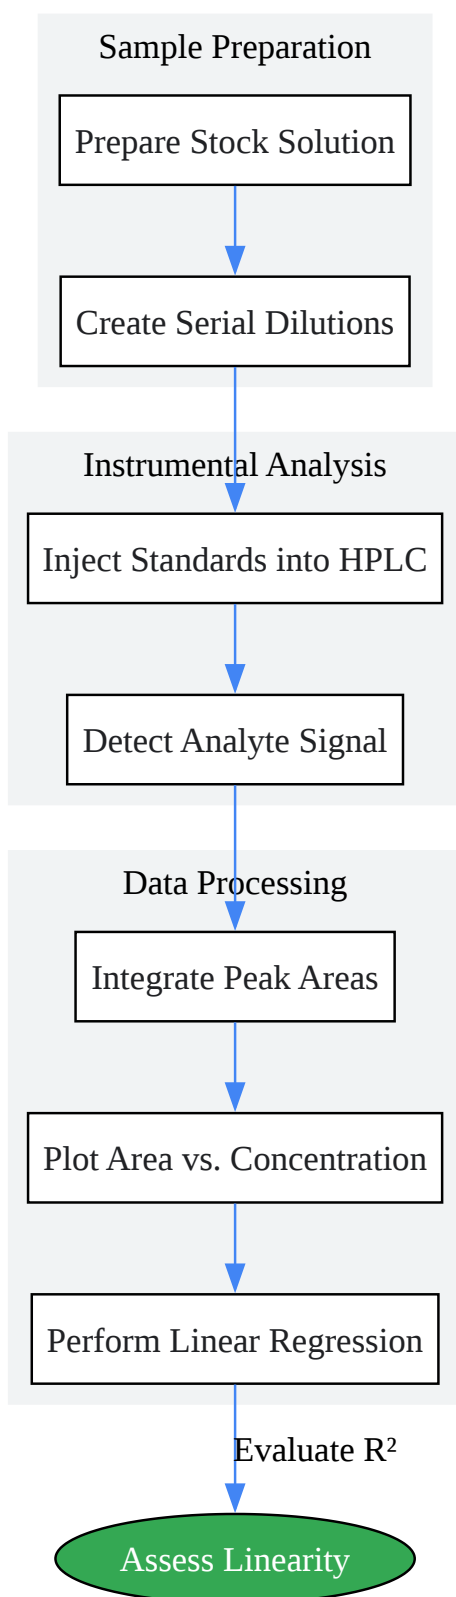 Sample Preparation
Prepare Stock Solution
Create Serial Dilutions
Instrumental Analysis
Inject Standards into HPLC
Detect Analyte Signal
Data Processing
Integrate Peak Areas
Plot Area vs. Concentration
Perform Linear Regression
Evaluate R²
Assess Linearity